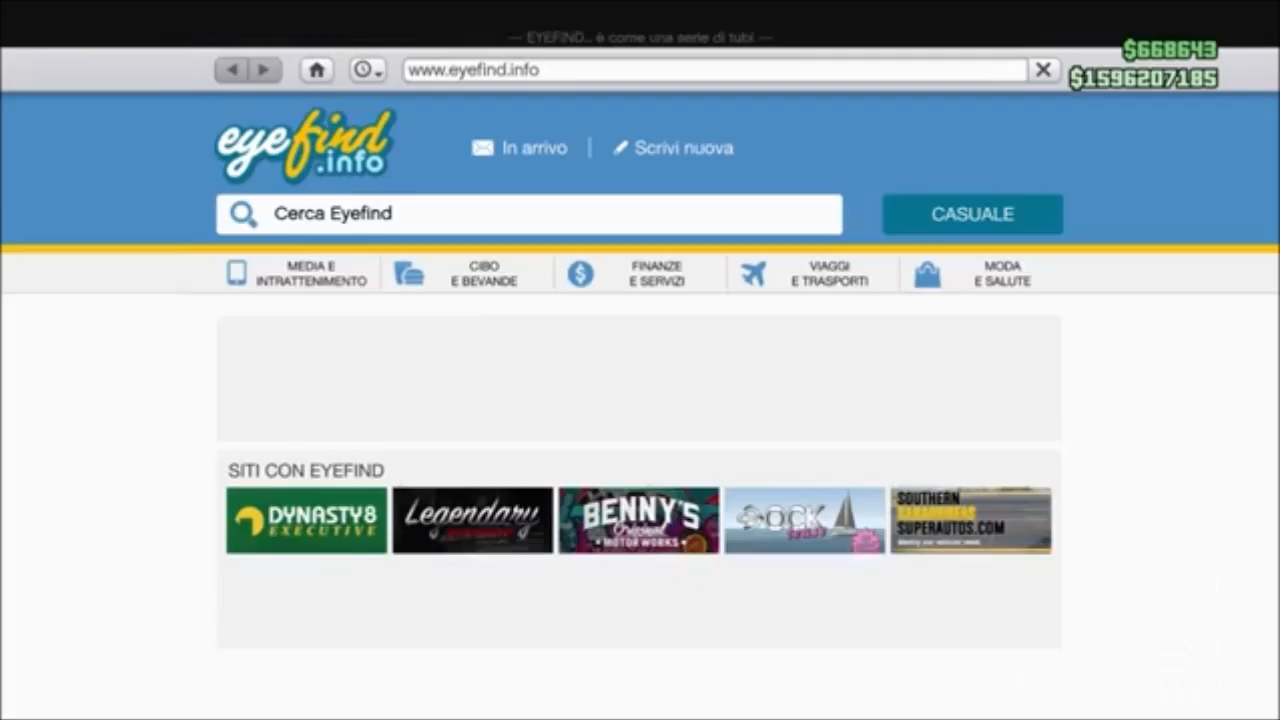 — EYEFIND... è come una serie di tubi —
www.eyefind.info
$668643
$1596207185
eyefind
.info
In arrivo
Scrivi nuova
Cerca Eyefind
CASUALE
MEDIA E
INTRATTENIMENTO
CIBO
E BEVANDE
FINANZE
E SERVIZI
VIAGGI
E TRASPORTI
MODA
E SALUTE
SITI CON EYEFIND
DYNASTY8
EXECUTIVE
Legendary
BENNY'S
Original
MOTOR WORKS
DOCK
SOUTHERN
SUPERAUTOS.COM